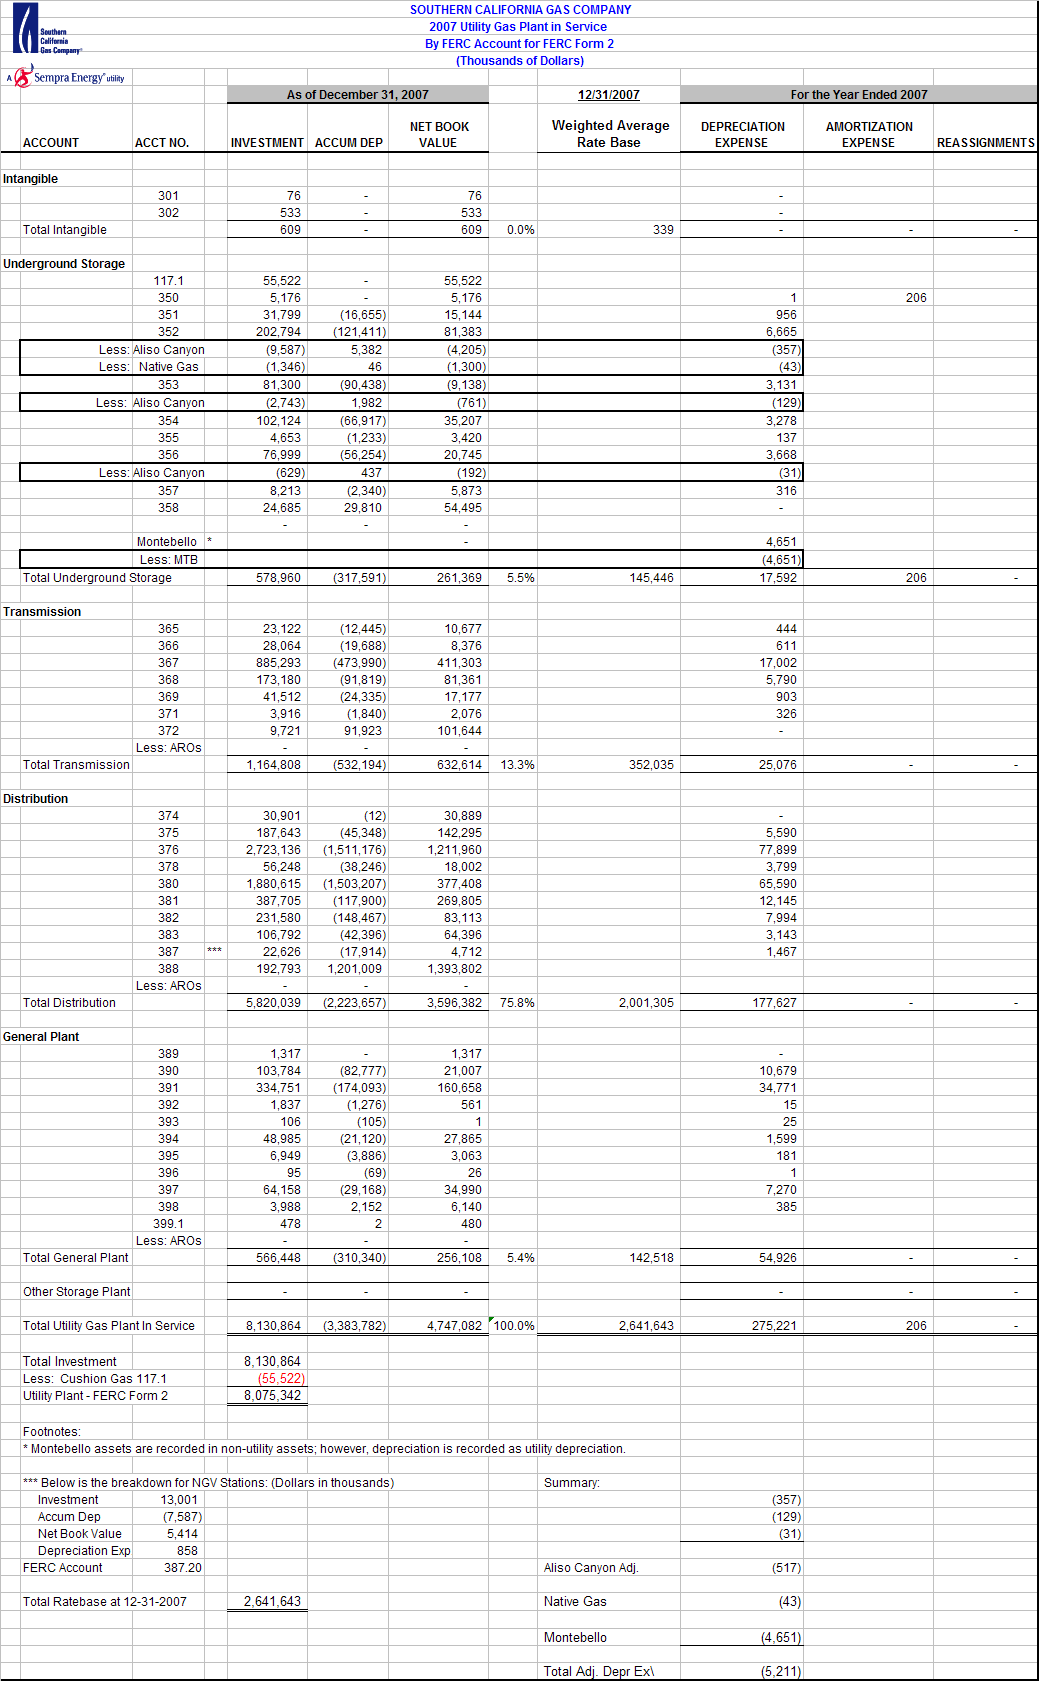 SOUTHERN CALIFORNIA GAS COMPANY
2007 Utility Gas Plant in Service
By FERC Account for FERC Form 2
(Thousands of Dollars)
Southern
California
Gas Company
A Sempra Energy utility
As of December 31, 2007 12/31/2007 For the Year Ended 2007
NET BOOK Weighted Average DEPRECIATION AMORTIZATION
ACCOUNT ACCT NO. INVESTMENT ACCUM DEP VALUE Rate Base EXPENSE EXPENSE REASSIGNMENTS
Intangible
301 76 - 76 -
302 533 - 533 -
Total Intangible 609 - 609 0.0% 339 - - -
Underground Storage
117.1 55,522 - 55,522
350 5,176 - 5,176 1 206
351 31,799 (16,655) 15,144 956
352 202,794 (121,411) 81,383 6,665
Less: Aliso Canyon (9,587) 5,382 (4,205) (357)
Less: Native Gas (1,346) 46 (1,300) (43)
353 81,300 (90,438) (9,138) 3,131
Less: Aliso Canyon (2,743) 1,982 (761) (129)
354 102,124 (66,917) 35,207 3,278
355 4,653 (1,233) 3,420 137
356 76,999 (56,254) 20,745 3,668
Less: Aliso Canyon (629) 437 (192) (31)
357 8,213 (2,340) 5,873 316
358 24,685 29,810 54,495 -
- - -
Montebello * - 4,651
Less: MTB (4,651)
Total Underground Storage 578,960 (317,591) 261,369 5.5% 145,446 17,592 206 -
Transmission
365 23,122 (12,445) 10,677 444
366 28,064 (19,688) 8,376 611
367 885,293 (473,990) 411,303 17,002
368 173,180 (91,819) 81,361 5,790
369 41,512 (24,335) 17,177 903
371 3,916 (1,840) 2,076 326
372 9,721 91,923 101,644 -
Less: AROs - - -
Total Transmission 1,164,808 (532,194) 632,614 13.3% 352,035 25,076 - -
Distribution
374 30,901 (12) 30,889 -
375 187,643 (45,348) 142,295 5,590
376 2,723,136 (1,511,176) 1,211,960 77,899
378 56,248 (38,246) 18,002 3,799
380 1,880,615 (1,503,207) 377,408 65,590
381 387,705 (117,900) 269,805 12,145
382 231,580 (148,467) 83,113 7,994
383 106,792 (42,396) 64,396 3,143
387 *** 22,626 (17,914) 4,712 1,467
388 192,793 1,201,009 1,393,802
Less: AROs - - -
Total Distribution 5,820,039 (2,223,657) 3,596,382 75.8% 2,001,305 177,627 - -
General Plant
389 1,317 - 1,317 -
390 103,784 (82,777) 21,007 10,679
391 334,751 (174,093) 160,658 34,771
392 1,837 (1,276) 561 15
393 106 (105) 1 25
394 48,985 (21,120) 27,865 1,599
395 6,949 (3,886) 3,063 181
396 95 (69) 26 1
397 64,158 (29,168) 34,990 7,270
398 3,988 2,152 6,140 385
399.1 478 2 480
Less: AROs - - -
Total General Plant 566,448 (310,340) 256,108 5.4% 142,518 54,926 - -
Other Storage Plant - - - - - -
Total Utility Gas Plant In Service 8,130,864 (3,383,782) 4,747,082 100.0% 2,641,643 275,221 206 -
Total Investment 8,130,864
Less: Cushion Gas 117.1 (55,522)
Utility Plant - FERC Form 2 8,075,342
Footnotes:
* Montebello assets are recorded in non-utility assets; however, depreciation is recorded as utility depreciation.
*** Below is the breakdown for NGV Stations: (Dollars in thousands) Summary:
Investment 13,001 (357)
Accum Dep (7,587) (129)
Net Book Value 5,414 (31)
Depreciation Exp 858
FERC Account 387.20 Aliso Canyon Adj. (517)
Total Ratebase at 12-31-2007 2,641,643 Native Gas (43)
Montebello (4,651)
Total Adj. Depr Ex\ (5,211)